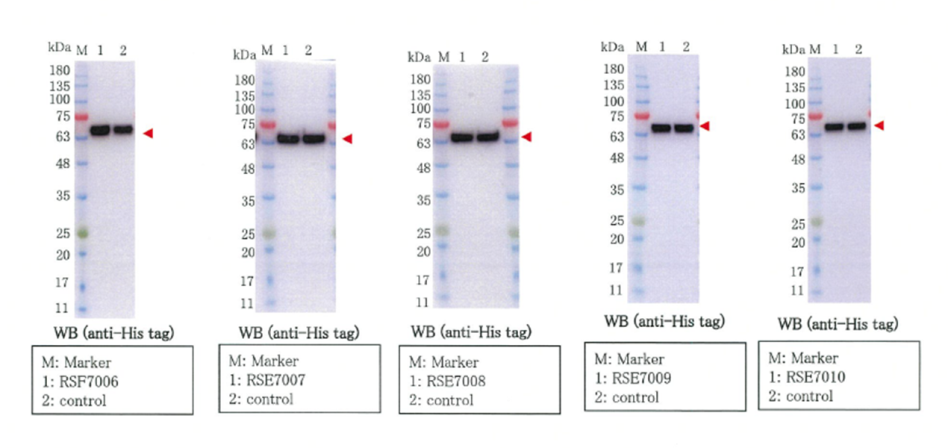 kDa M 1 2
180
135
100
75
63
48
35
25
20
17
11
WB (anti-His tag)
M: Marker
1: RSF7006
2: control
kDa M 1 2
180
135
100
75
63
48
35
25
20
17
11
WB (anti-His tag)
M: Marker
1: RSE7007
2: control
kDa M 1 2
180
135
100
75
63
48
35
25
20
17
11
WB (anti-His tag)
M: Marker
1: RSE7008
2: control
kDa M 1 2
180
135
100
75
63
48
35
25
20
17
11
WB (anti-His tag)
M: Marker
1: RSE7009
2: control
kDa M 1 2
180
135
100
75
63
48
35
25
20
17
11
WB (anti-His tag)
M: Marker
1: RSE7010
2: control